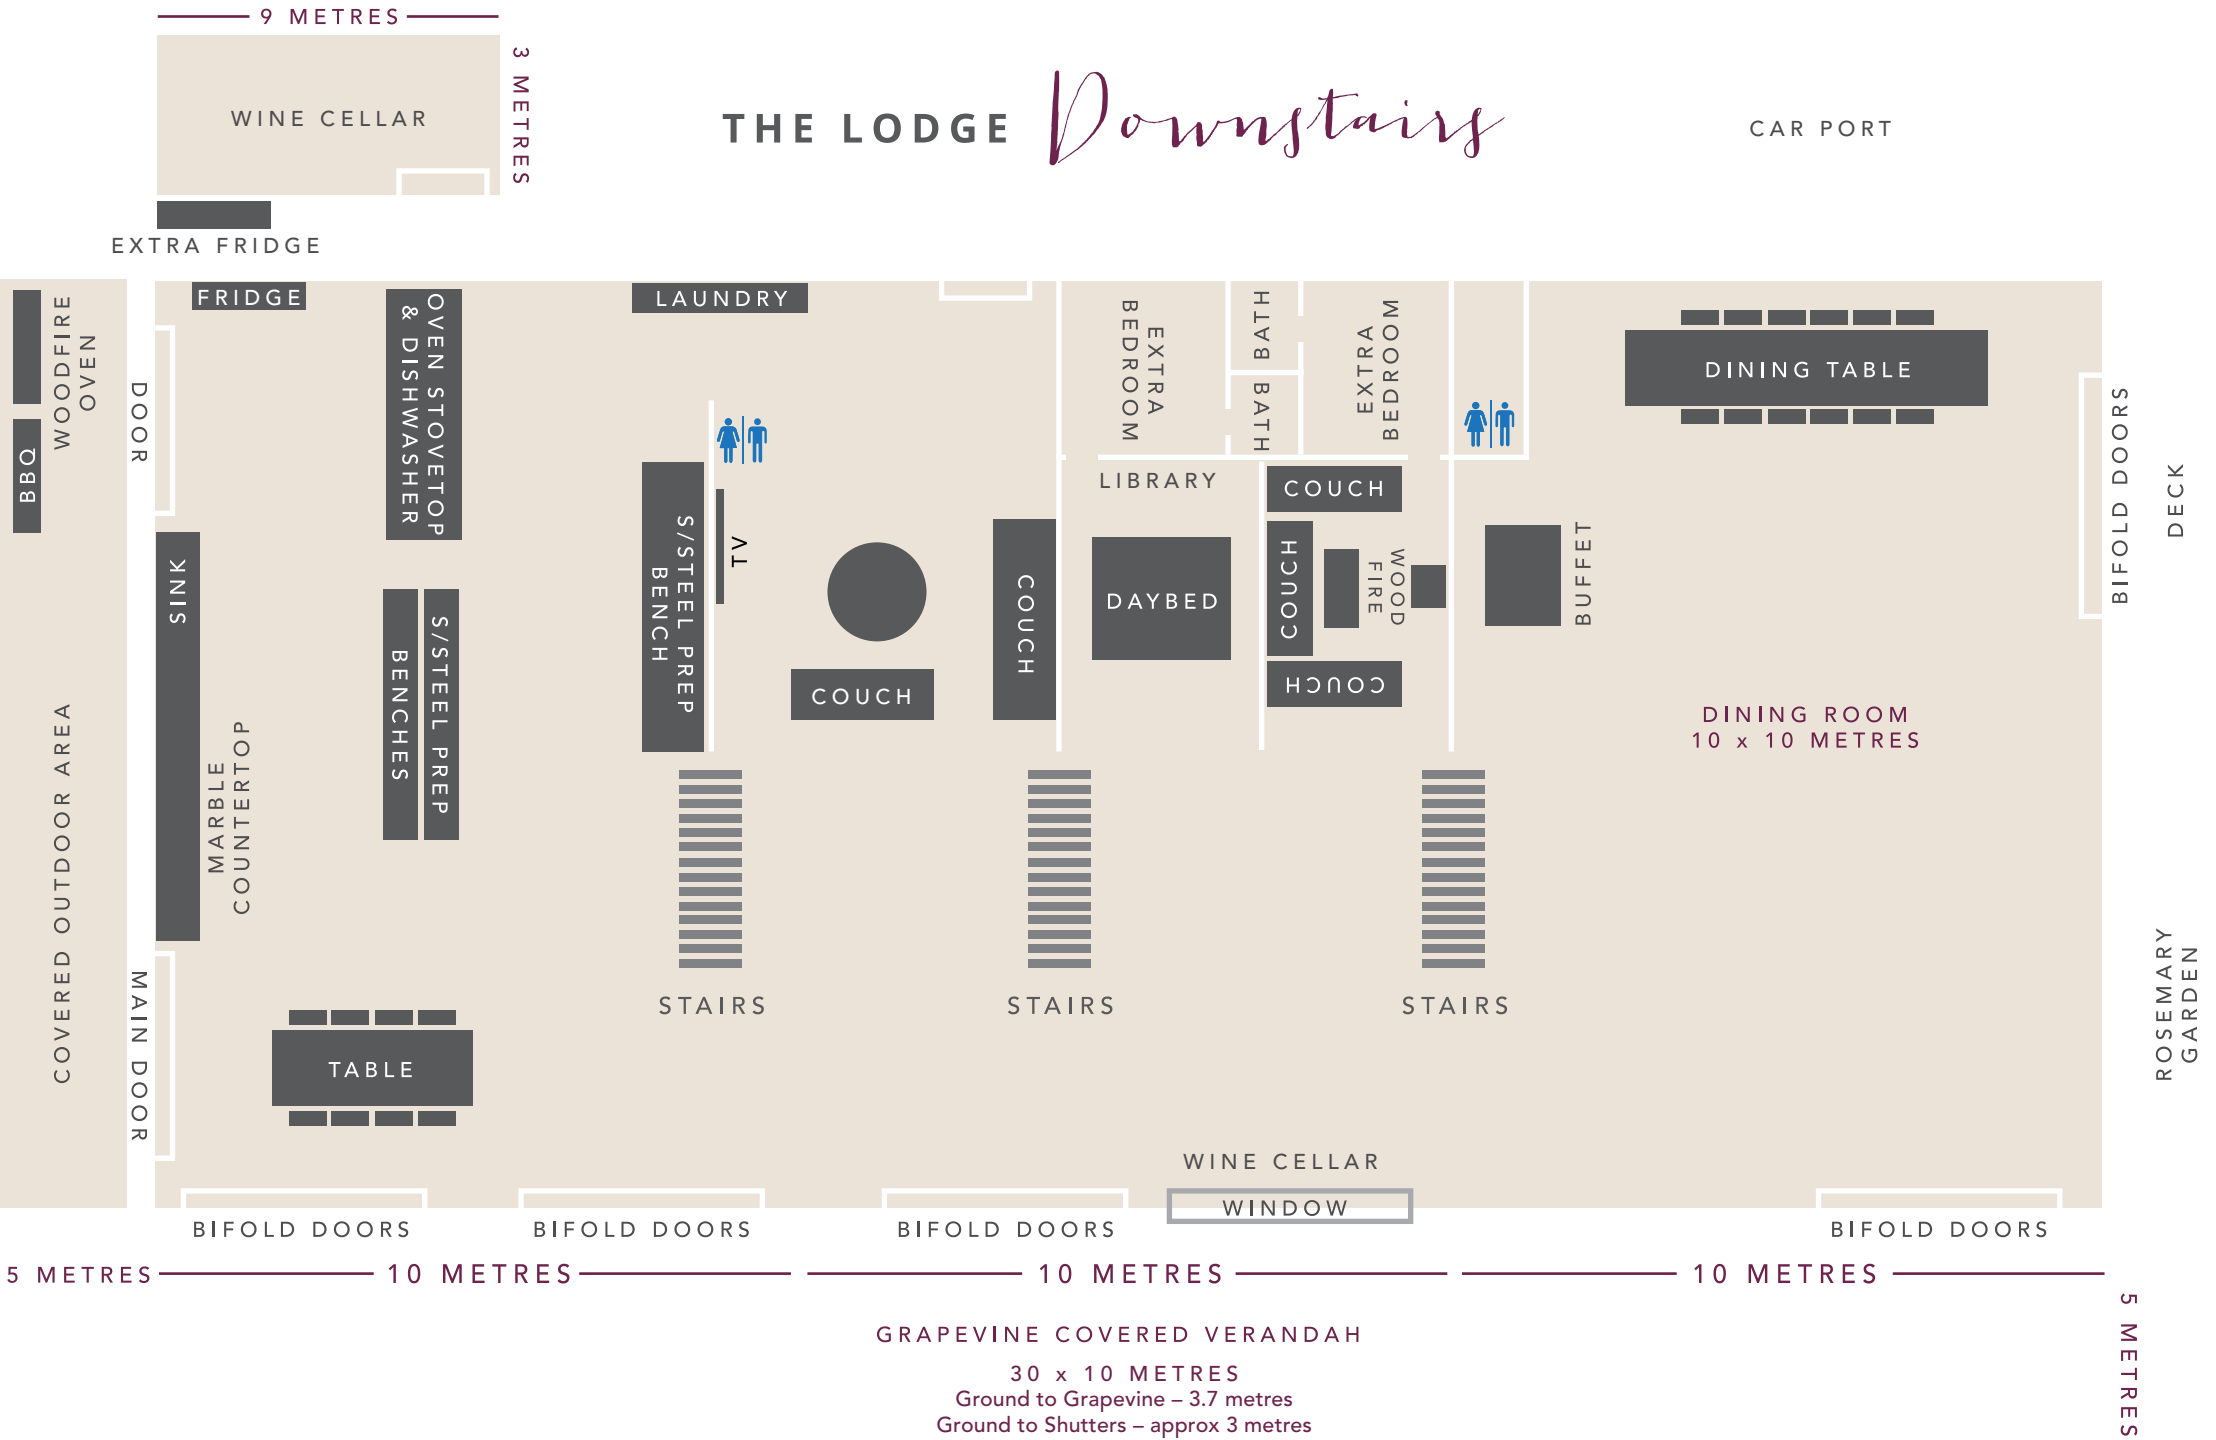 9 METRES
3 METRES
WINE CELLAR
THE LODGE Downstairs
CAR PORT
EXTRA FRIDGE
WOODFIRE
OVEN
BBQ
DOOR
FRIDGE
OVEN STOVETOP
& DISHWASHER
LAUNDRY
EXTRA
BEDROOM
BATH
BATH
EXTRA
BEDROOM
DINING TABLE
BIFOLD DOORS
DECK
LIBRARY
COUCH
SINK
S/STEEL PREP
BENCH
TV
COUCH
DAYBED
COUCH
WOOD
FIRE
BUFFET
S/STEEL PREP
BENCHES
COUCH
COUCH
MARBLE
COUNTERTOP
DINING ROOM
10 x 10 METRES
COVERED OUTDOOR AREA
MAIN DOOR
STAIRS
STAIRS
STAIRS
ROSEMARY
GARDEN
TABLE
WINE CELLAR
WINDOW
BIFOLD DOORS
BIFOLD DOORS
BIFOLD DOORS
BIFOLD DOORS
5 METRES
10 METRES
10 METRES
10 METRES
5 METRES
GRAPEVINE COVERED VERANDAH
30 x 10 METRES
Ground to Grapevine – 3.7 metres
Ground to Shutters – approx 3 metres